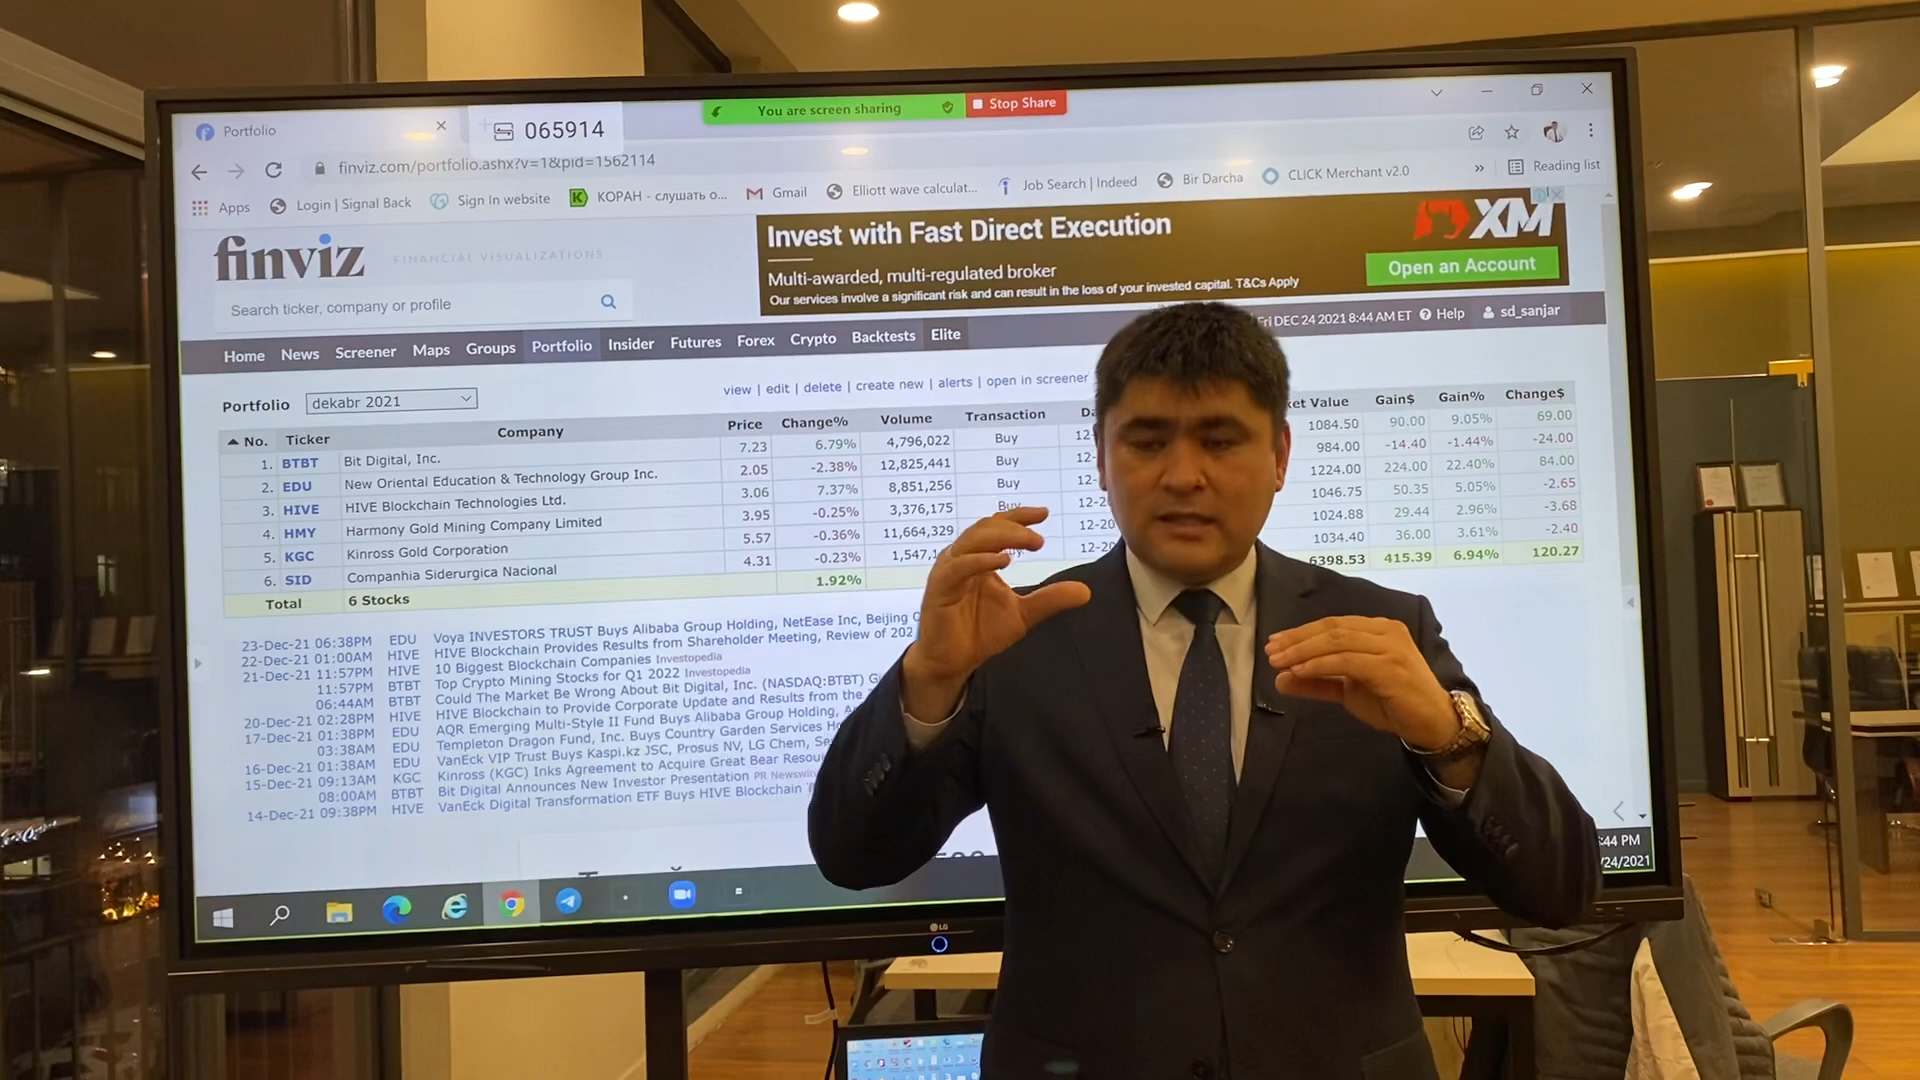 Portfolio
065914
You are screen sharing
Stop Share
finviz.com/portfolio.ashx?v=1&pid=1562114
Reading list
Apps
Login | Signal Back
Sign In website
КОРАН - слушать о...
Gmail
Elliott wave calculat...
Job Search | Indeed
Bir Darcha
CLICK Merchant v2.0
finviz
FINANCIAL VISUALIZATIONS
Invest with Fast Direct Execution
Multi-awarded, multi-regulated broker
Our services involve a significant risk and can result in the loss of your invested capital. T&Cs Apply
XM
Open an Account
Search ticker, company or profile
Fri DEC 24 2021 8:44 AM ET Help sd_sanjar
Home News Screener Maps Groups Portfolio Insider Futures Forex Crypto Backtests Elite
Portfolio dekabr 2021
view | edit | delete | create new | alerts | open in screener
No. Ticker Company Price Change% Volume Transaction Value Gain$ Gain% Change$
1. BTBT Bit Digital, Inc. 7.23 6.79% 4,796,022 Buy 1084.50 90.00 9.05% 69.00
2. EDU New Oriental Education & Technology Group Inc. 2.05 -2.38% 12,825,441 Buy 984.00 -14.40 -1.44% -24.00
3. HIVE HIVE Blockchain Technologies Ltd. 3.06 7.37% 8,851,256 Buy 1224.00 224.00 22.40% 84.00
4. HMY Harmony Gold Mining Company Limited 3.95 -0.25% 3,376,175 Buy 1046.75 50.35 5.05% -2.65
5. KGC Kinross Gold Corporation 5.57 -0.36% 11,664,329 12-20 1024.88 29.44 2.96% -3.68
6. SID Companhia Siderurgica Nacional 4.31 -0.23% 12-20 1034.40 36.00 3.61% -2.40
Total 6 Stocks 1.92% 6398.53 415.39 6.94% 120.27
23-Dec-21 06:38PM EDU Voya INVESTORS TRUST Buys Alibaba Group Holding, NetEase Inc, Beijing
22-Dec-21 01:00AM HIVE HIVE Blockchain Provides Results from Shareholder Meeting, Review of
21-Dec-21 11:57PM HIVE 10 Biggest Blockchain Companies Investopedia
11:57PM BTBT Top Crypto Mining Stocks for Q1 2022 Investopedia
06:44AM BTBT Could The Market Be Wrong About Bit Digital, Inc. (NASDAQ:BTBT)
20-Dec-21 02:28PM HIVE HIVE Blockchain to Provide Corporate Update and Results from the
17-Dec-21 01:38PM EDU AQR Emerging Multi-Style II Fund Buys Alibaba Group Holding,
03:38AM EDU Templeton Dragon Fund, Inc. Buys Country Garden Services
16-Dec-21 01:38AM EDU VanEck VIP Trust Buys Kaspi.kz JSC, Prosus NV, LG Chem,
15-Dec-21 09:13AM KGC Kinross (KGC) Inks Agreement to Acquire Great Bear
08:00AM BTBT Bit Digital Announces New Investor Presentation PR
14-Dec-21 09:38PM HIVE VanEck Digital Transformation ETF Buys HIVE Blockchain
:44 PM
/24/2021
LG